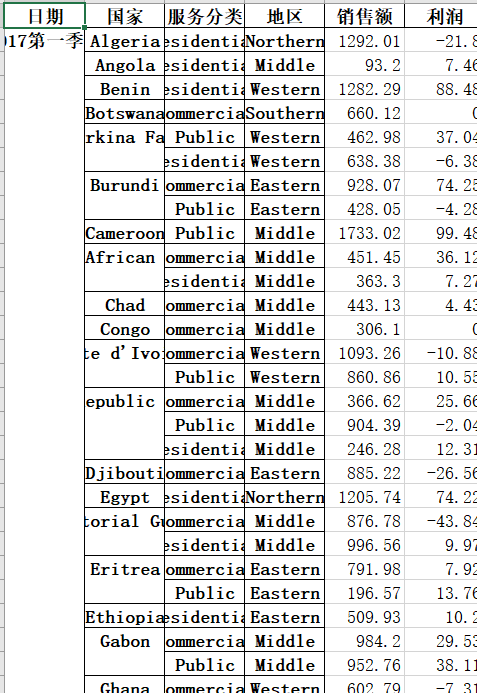 日期 国家 服务分类 地区 销售额 利润
17第一季 Algeria esidentia Northern 1292.01 -21.8
Angola esidentia Middle 93.2 7.46
Benin esidentia Western 1282.29 88.48
Botswana ommercia Southern 660.12
rkina Fa Public Western 462.98 37.04
esidentia Western 638.38 -6.38
Burundi ommercia Eastern 928.07 74.25
Public Eastern 428.05 -4.28
Cameroon Public Middle 1733.02 99.48
African ommercia Middle 451.45 36.12
esidentia Middle 363.3 7.27
Chad ommercia Middle 443.13 4.43
Congo ommercia Middle 306.1
te d'Ivo ommercia Western 1093.26 -10.88
Public Western 860.86 10.55
epublic ommercia Middle 366.62 25.66
Public Middle 904.39 -2.04
esidentia Middle 246.28 12.31
Djibouti ommercia Eastern 885.22 -26.56
Egypt esidentia Northern 1205.74 74.22
torial Gu ommercia Middle 876.78 -43.84
esidentia Middle 996.56 9.97
Eritrea ommercia Eastern 791.98 7.92
Public Eastern 196.57 13.76
Ethiopia esidentia Eastern 509.93 10.2
Gabon ommercia Middle 984.2 29.53
Public Middle 952.76 38.11
Ghana ommercia Western 602.79 -7.31